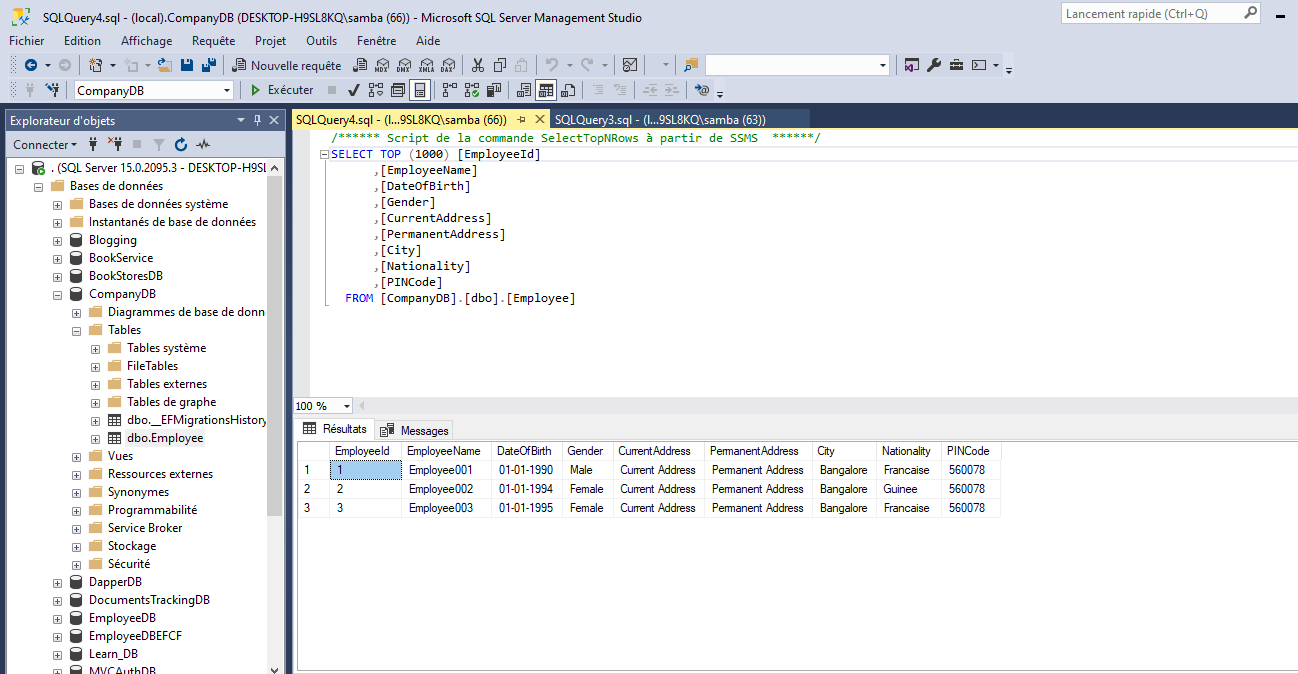 SQLQuery4.sql - (local).CompanyDB (DESKTOP-H9SL8KQ\samba (66)) - Microsoft SQL Server Management Studio
Lancement rapide (Ctrl+Q)
Fichier Edition Affichage Requête Projet Outils Fenêtre Aide
Nouvelle requête MDX DMX XMLA DAX
CompanyDB Exécuter
Explorateur d'objets
Connecter
. (SQL Server 15.0.2095.3 - DESKTOP-H9SL
Bases de données
Bases de données système
Instantanés de base de données
Blogging
BookService
BookStoresDB
CompanyDB
Diagrammes de base de donn
Tables
Tables système
FileTables
Tables externes
Tables de graphe
dbo.__EFMigrationsHistory
dbo.Employee
Vues
Ressources externes
Synonymes
Programmabilité
Service Broker
Stockage
Sécurité
DapperDB
DocumentsTrackingDB
EmployeeDB
EmployeeDBEFCF
Learn_DB
MVCAuthDB
SQLQuery4.sql - (l...9SL8KQ\samba (66)) SQLQuery3.sql - (l...9SL8KQ\samba (63))
/****** Script de la commande SelectTopNRows à partir de SSMS ******/
SELECT TOP (1000) [EmployeeId]
,[EmployeeName]
,[DateOfBirth]
,[Gender]
,[CurrentAddress]
,[PermanentAddress]
,[City]
,[Nationality]
,[PINCode]
FROM [CompanyDB].[dbo].[Employee]
100 %
Résultats Messages
EmployeeId EmployeeName DateOfBirth Gender CurrentAddress PermanentAddress City Nationality PINCode
1 1 Employee001 01-01-1990 Male Current Address Permanent Address Bangalore Francaise 560078
2 2 Employee002 01-01-1994 Female Current Address Permanent Address Bangalore Guinee 560078
3 3 Employee003 01-01-1995 Female Current Address Permanent Address Bangalore Francaise 560078